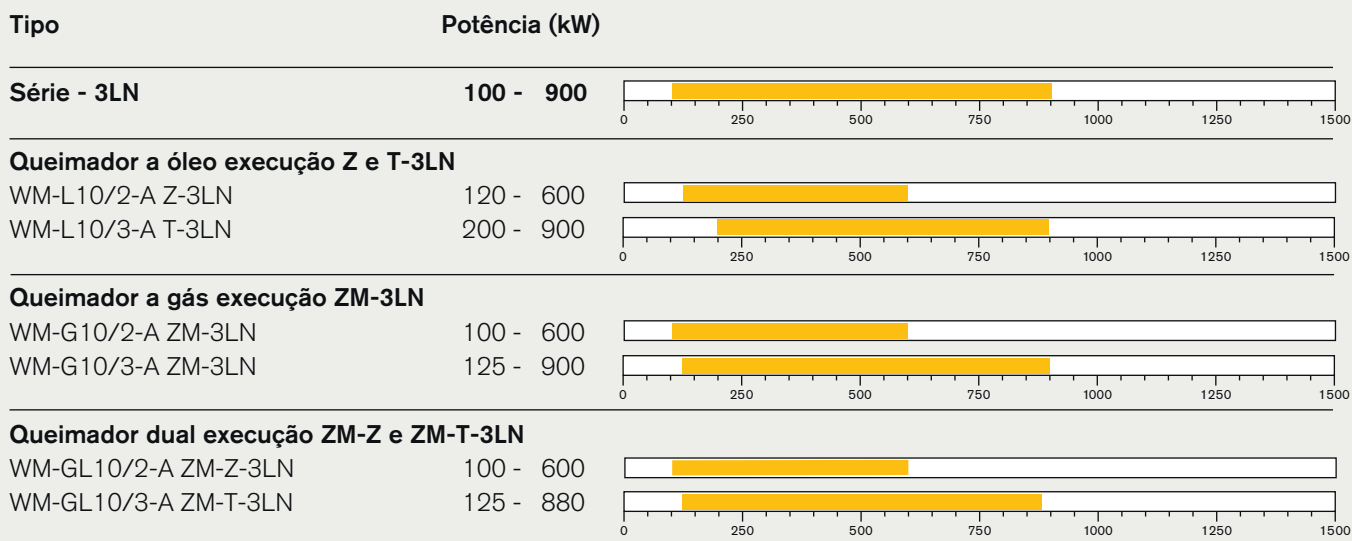 Tipo Potência (kW)
Série - 3LN 100 - 900
0 250 500 750 1000 1250 1500
Queimador a óleo execução Z e T-3LN
WM-L10/2-A Z-3LN 120 - 600
WM-L10/3-A T-3LN 200 - 900
0 250 500 750 1000 1250 1500
Queimador a gás execução ZM-3LN
WM-G10/2-A ZM-3LN 100 - 600
WM-G10/3-A ZM-3LN 125 - 900
0 250 500 750 1000 1250 1500
Queimador dual execução ZM-Z e ZM-T-3LN
WM-GL10/2-A ZM-Z-3LN 100 - 600
WM-GL10/3-A ZM-T-3LN 125 - 880
0 250 500 750 1000 1250 1500